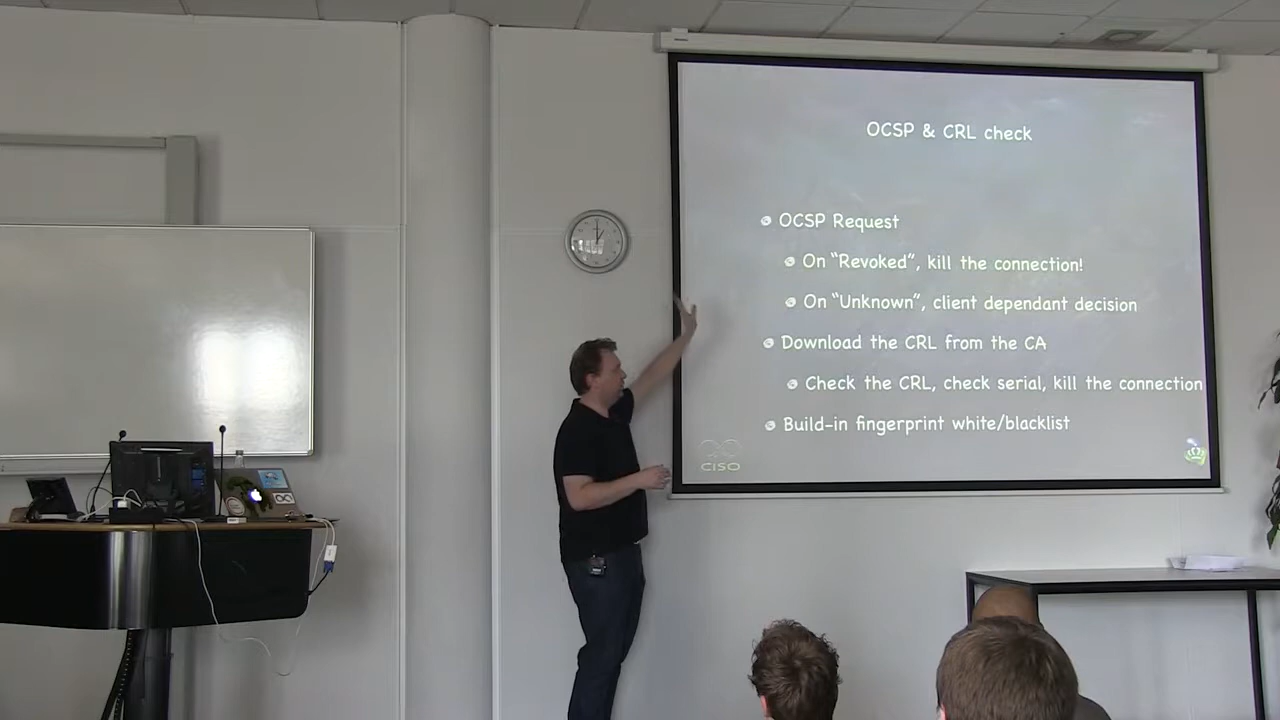 OCSP & CRL check
OCSP Request
On “Revoked”, kill the connection!
On “Unknown”, client dependant decision
Download the CRL from the CA
Check the CRL, check serial, kill the connection
Build-in fingerprint white/blacklist
CISO